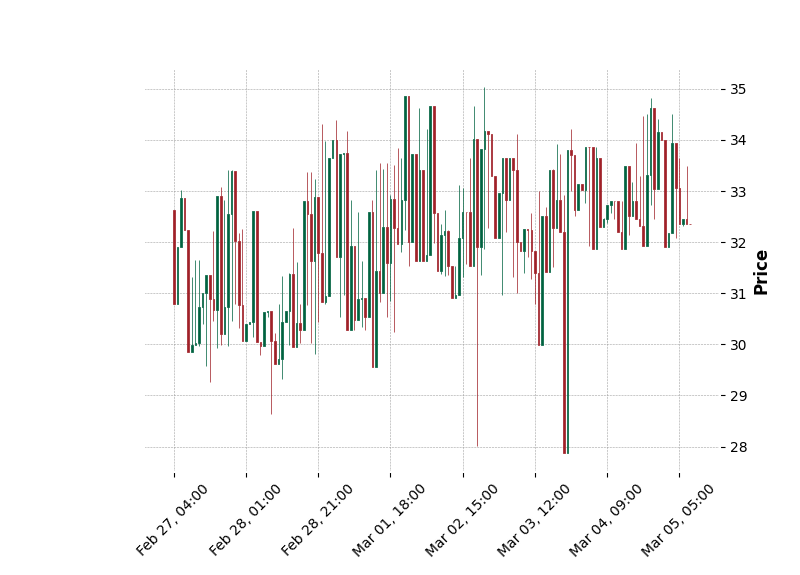 35
34
33
32
31
30
29
28
Price
Feb 27, 04:00
Feb 28, 01:00
Feb 28, 21:00
Mar 01, 18:00
Mar 02, 15:00
Mar 03, 12:00
Mar 04, 09:00
Mar 05, 05:00